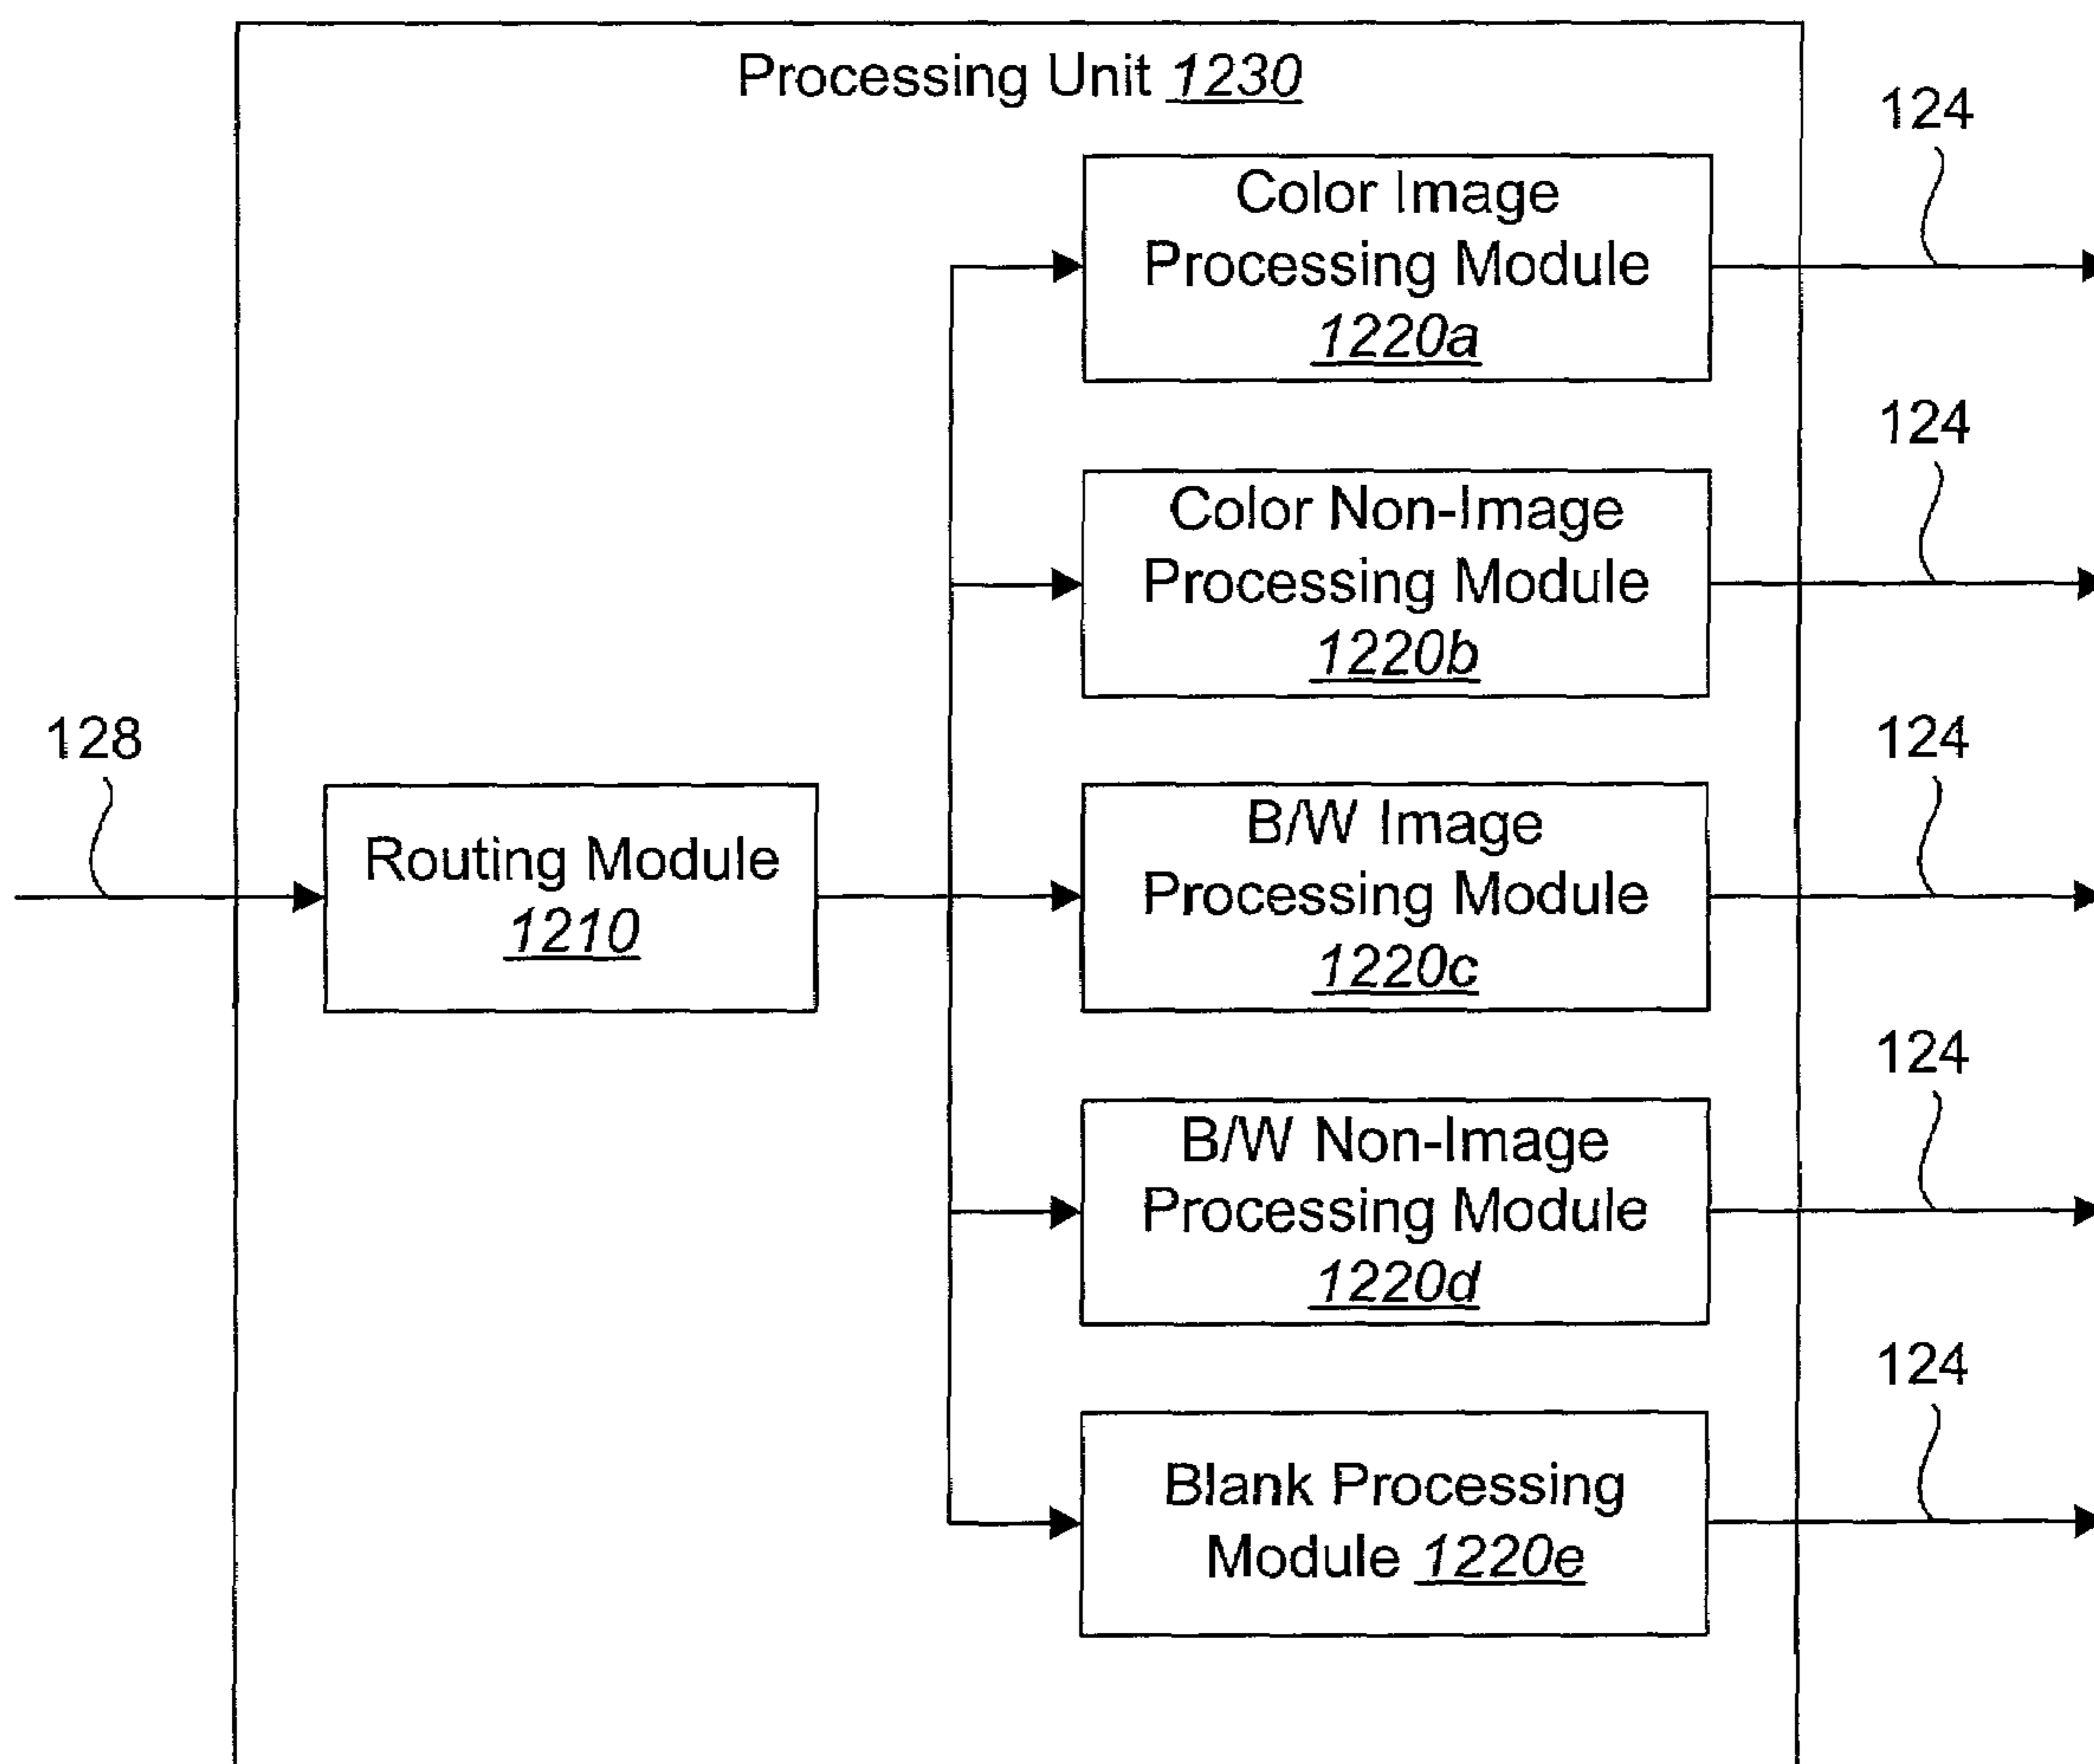 Processing Unit 1230
124
Color Image
Processing Module
1220a
124
Color Non-Image
Processing Module
1220b
128
124
Routing Module
1210
B/W Image
Processing Module
1220c
124
B/W Non-Image
Processing Module
1220d
124
Blank Processing
Module 1220e